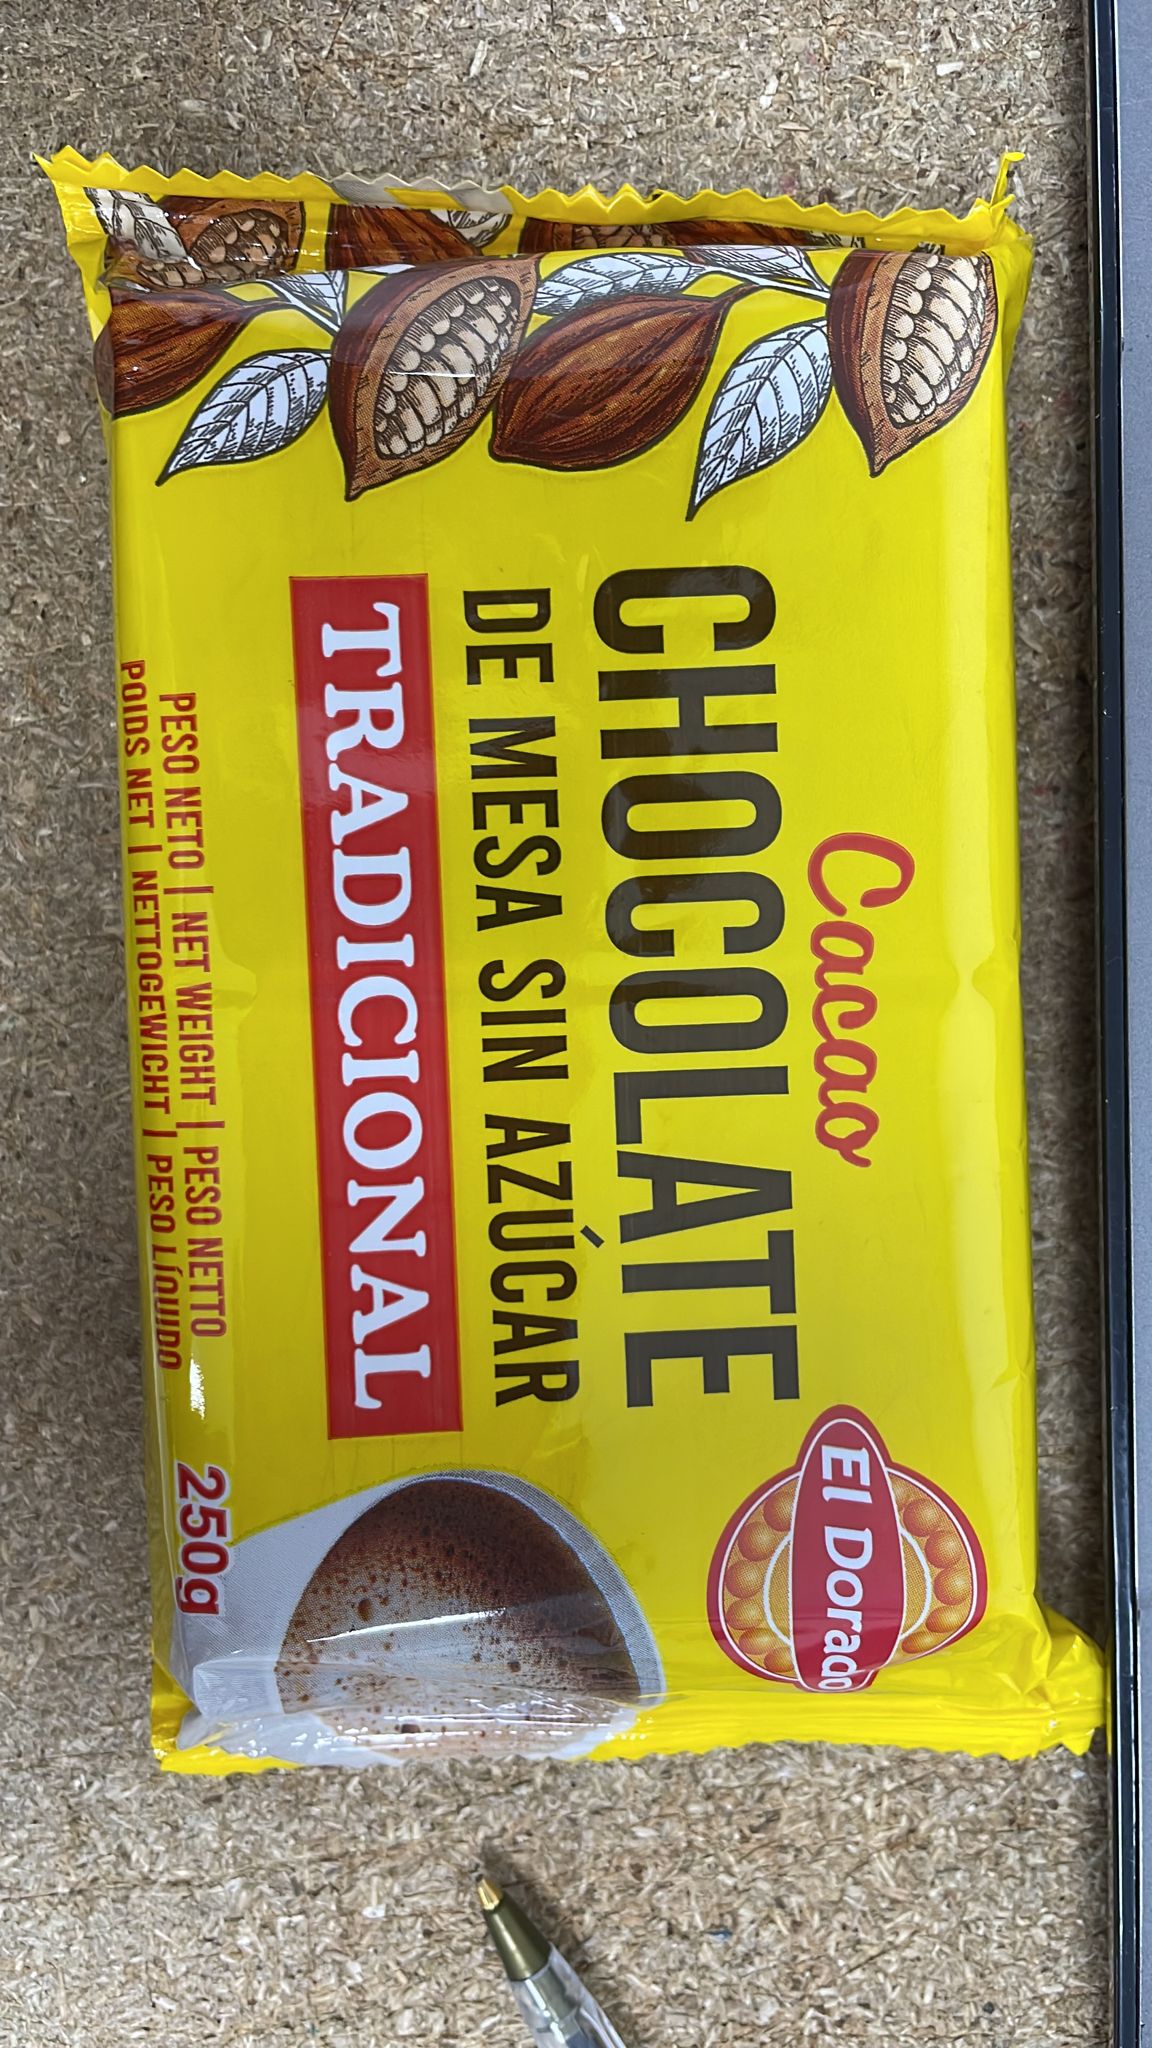 Cacao
El Dorado
CHOCOLATE
DE MESA SIN AZÚCAR
TRADICIONAL
PESO NETO | NET WEIGHT | PESO NETTO
POIDS NET | NETTOGEWICHT | PESO LÍQUIDO
250g